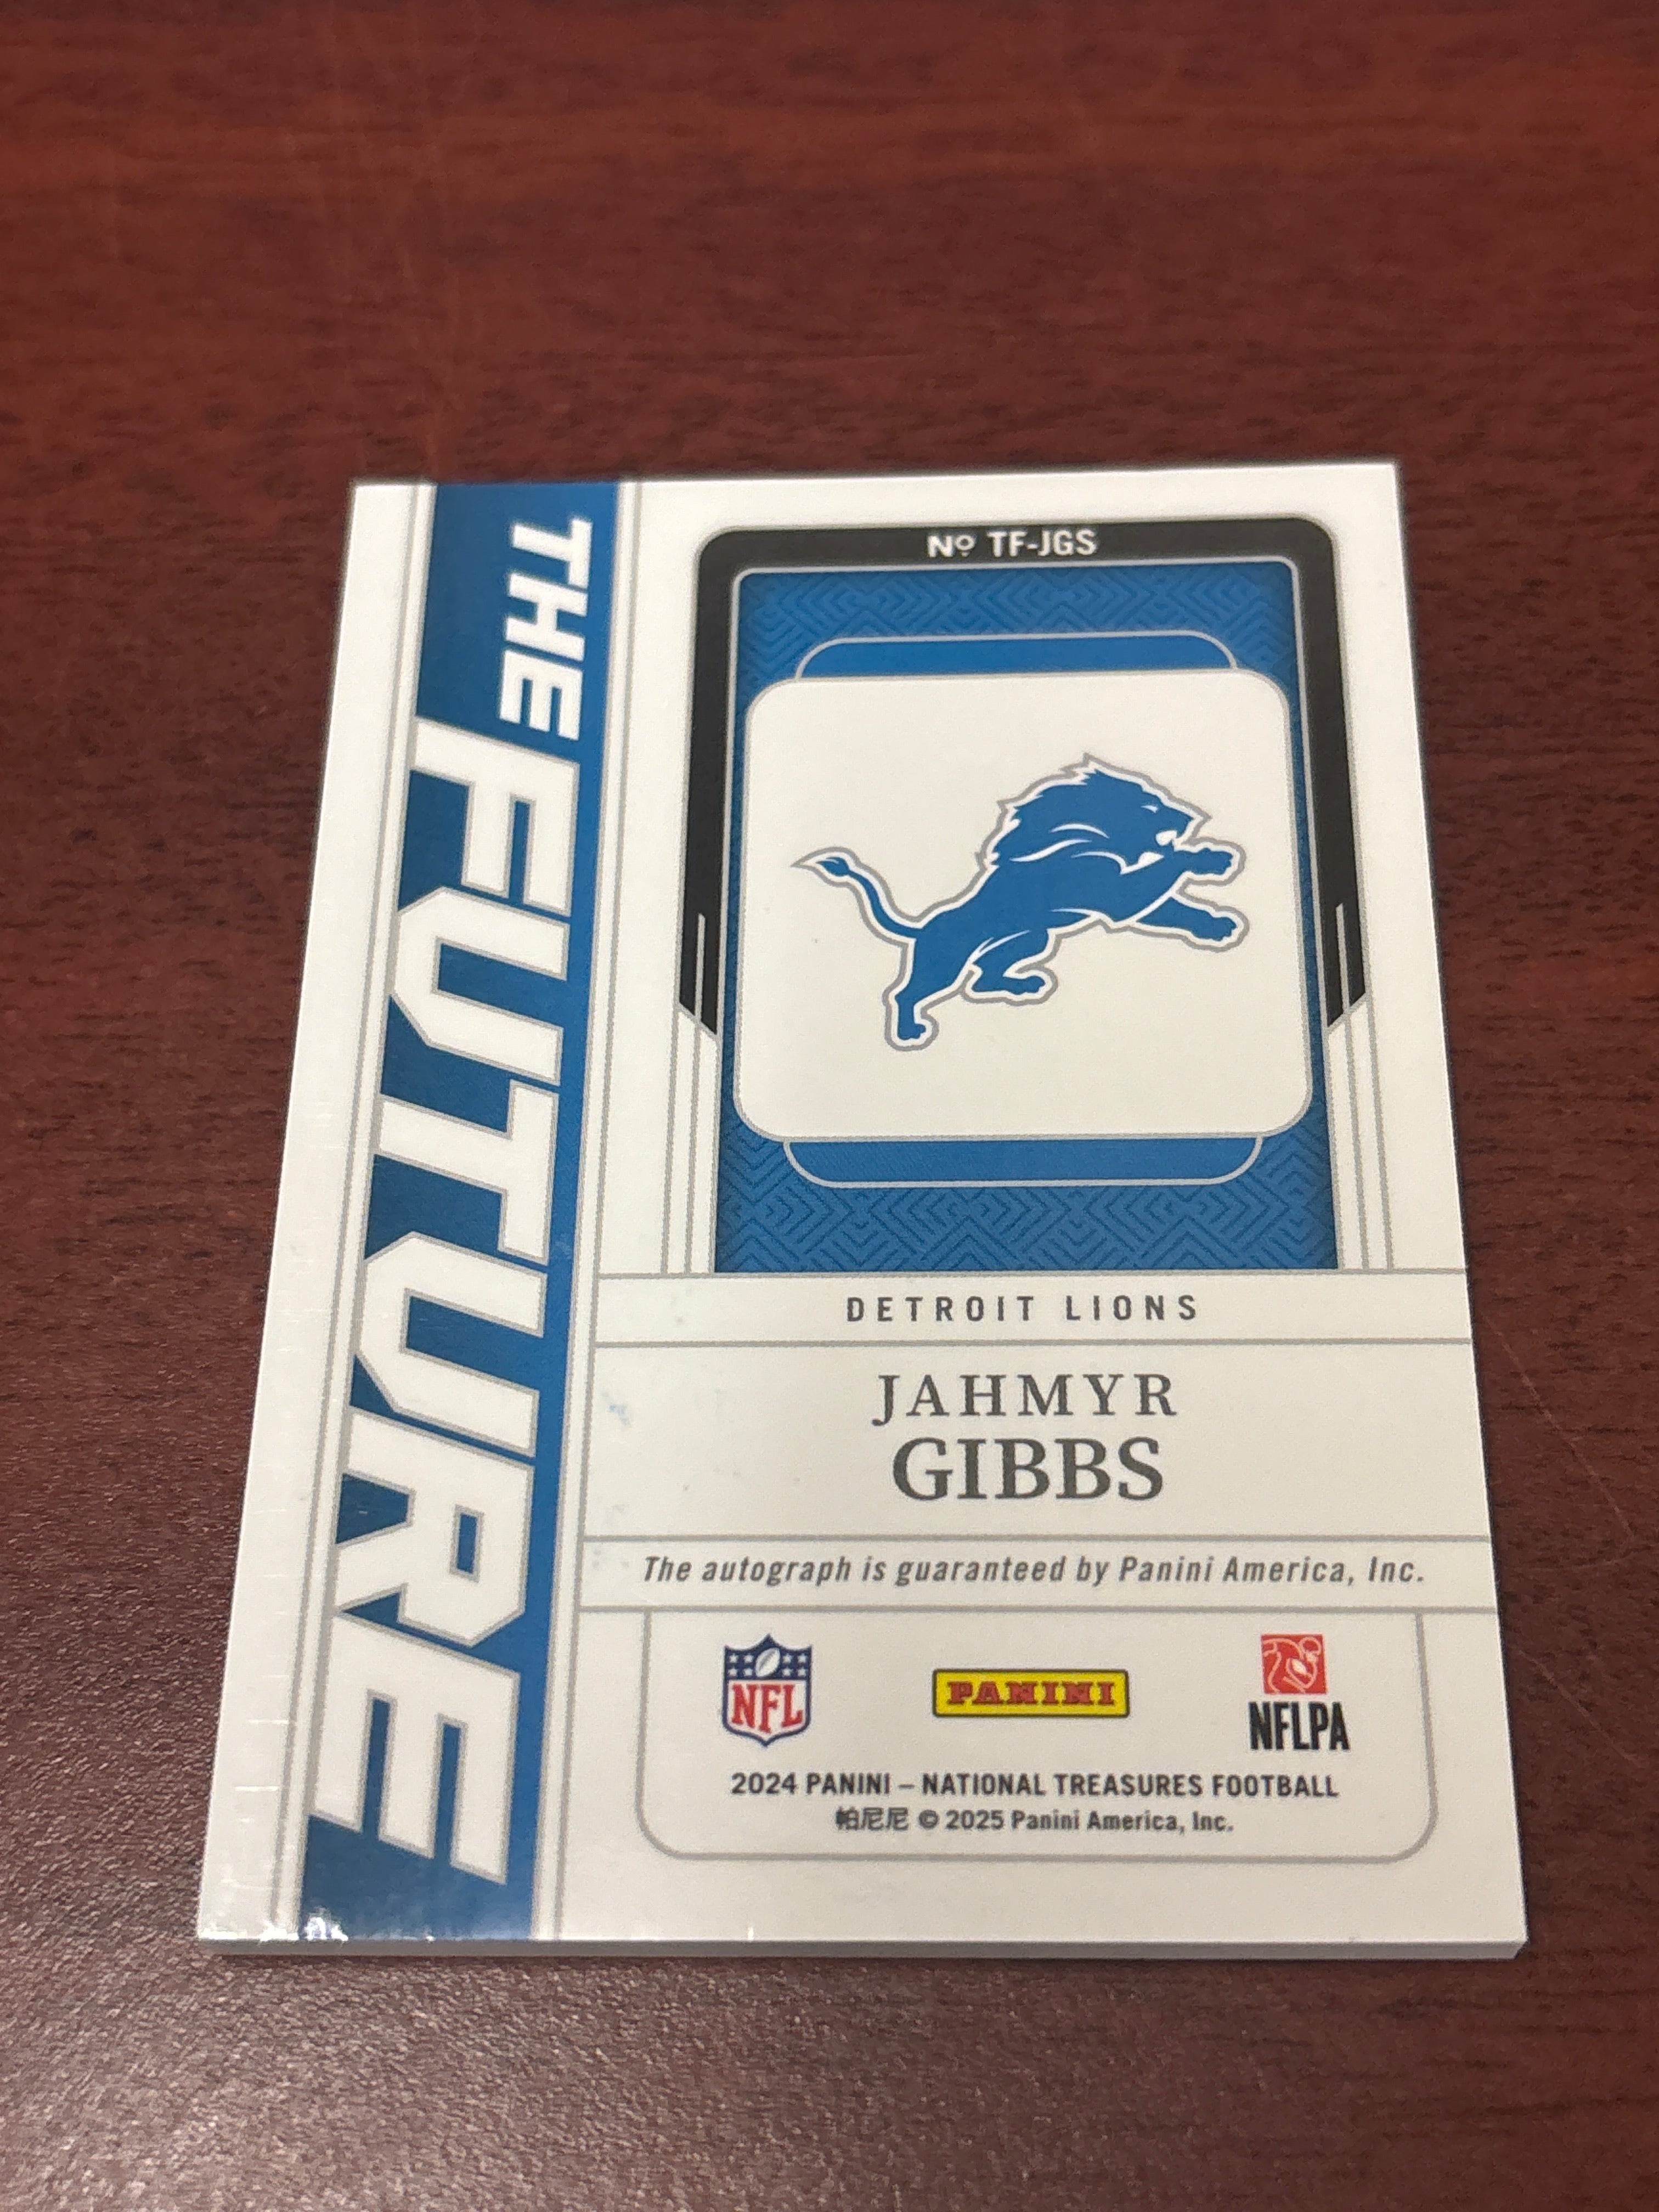 THE FUTURE
Nº TF-JGS
DETROIT LIONS
JAHMYR
GIBBS
The autograph is guaranteed by Panini America, Inc.
NFL
PANINI
NFLPA
2024 PANINI – NATIONAL TREASURES FOOTBALL
帕尼尼 © 2025 Panini America, Inc.